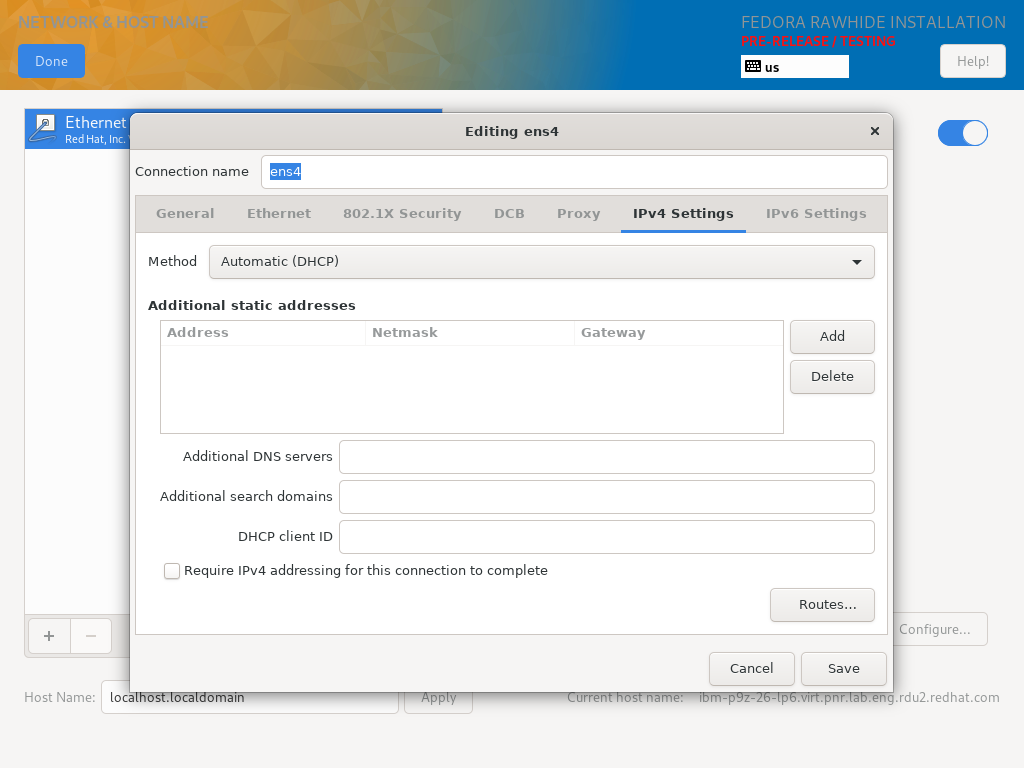 NETWORK & HOST NAME
FEDORA RAWHIDE INSTALLATION
PRE-RELEASE / TESTING
Done
us
Help!
Ethernet
Red Hat, Inc.
Editing ens4
Connection name
ens4
General
Ethernet
802.1X Security
DCB
Proxy
IPv4 Settings
IPv6 Settings
Method
Automatic (DHCP)
Additional static addresses
Address
Netmask
Gateway
Add
Delete
Additional DNS servers
Additional search domains
DHCP client ID
Require IPv4 addressing for this connection to complete
Routes...
Configure...
Cancel
Save
Host Name:
localhost.localdomain
Apply
Current host name:
ibm-p9z-26-lp6.virt.pnr.lab.eng.rdu2.redhat.com